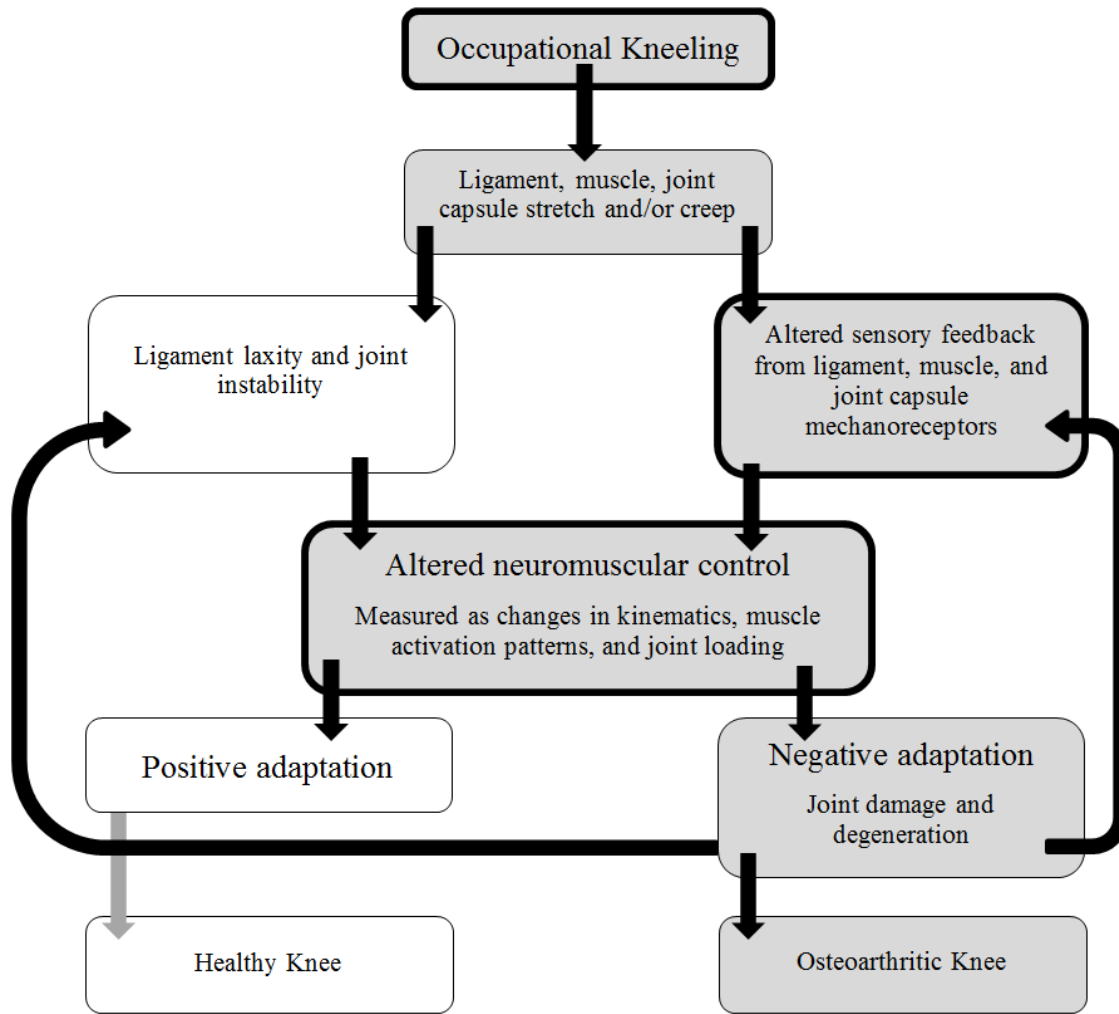 Occupational Kneeling
Ligament, muscle, joint
capsule stretch and/or creep
Ligament laxity and joint
instability
Altered sensory feedback
from ligament, muscle, and
joint capsule
mechanoreceptors
Altered neuromuscular control
Measured as changes in kinematics, muscle
activation patterns, and joint loading
Positive adaptation
Negative adaptation
Joint damage and
degeneration
Healthy Knee
Osteoarthritic Knee